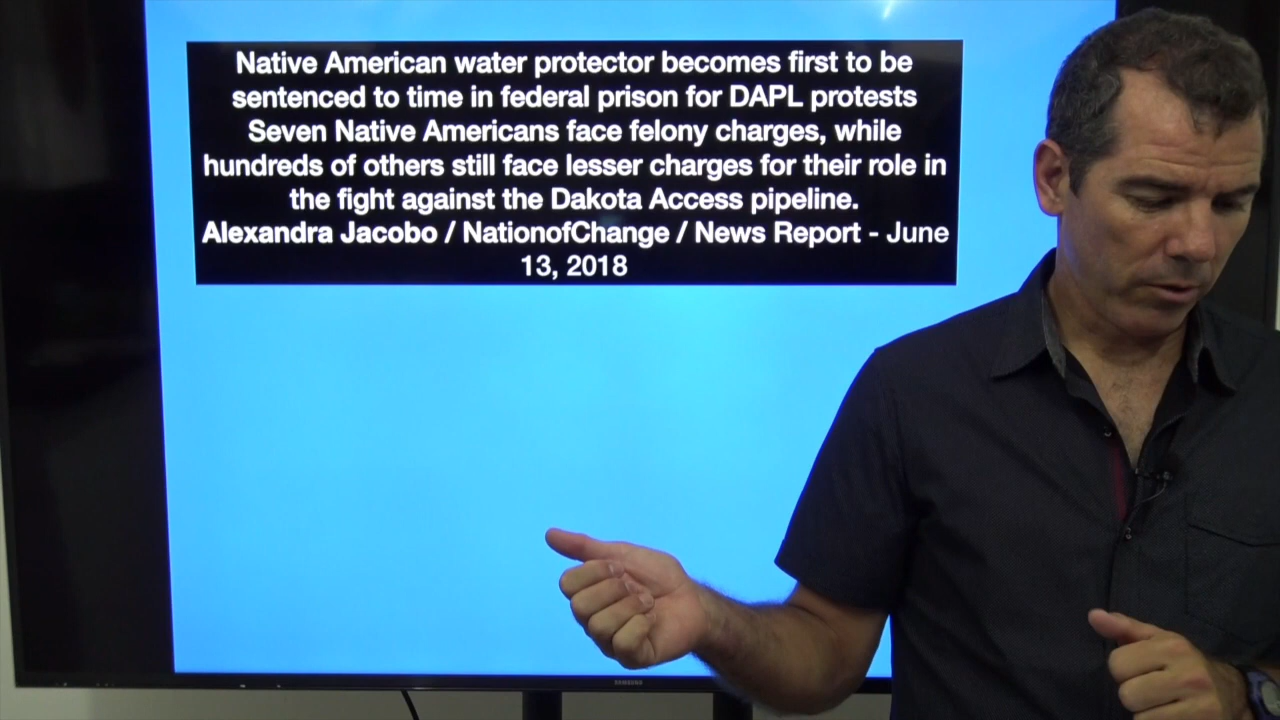 Native American water protector becomes first to be
sentenced to time in federal prison for DAPL protests
Seven Native Americans face felony charges, while
hundreds of others still face lesser charges for their role in
the fight against the Dakota Access pipeline.
Alexandra Jacobo / NationofChange / News Report - June
13, 2018
SAMSUNG